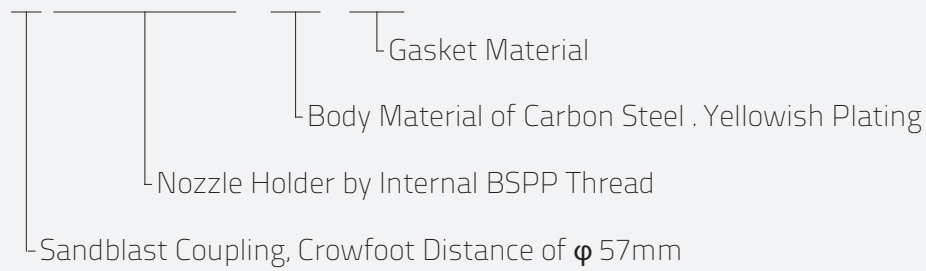 Gasket Material
Body Material of Carbon Steel . Yellowish Plating
Nozzle Holder by Internal BSPP Thread
Sandblast Coupling, Crowfoot Distance of φ 57mm